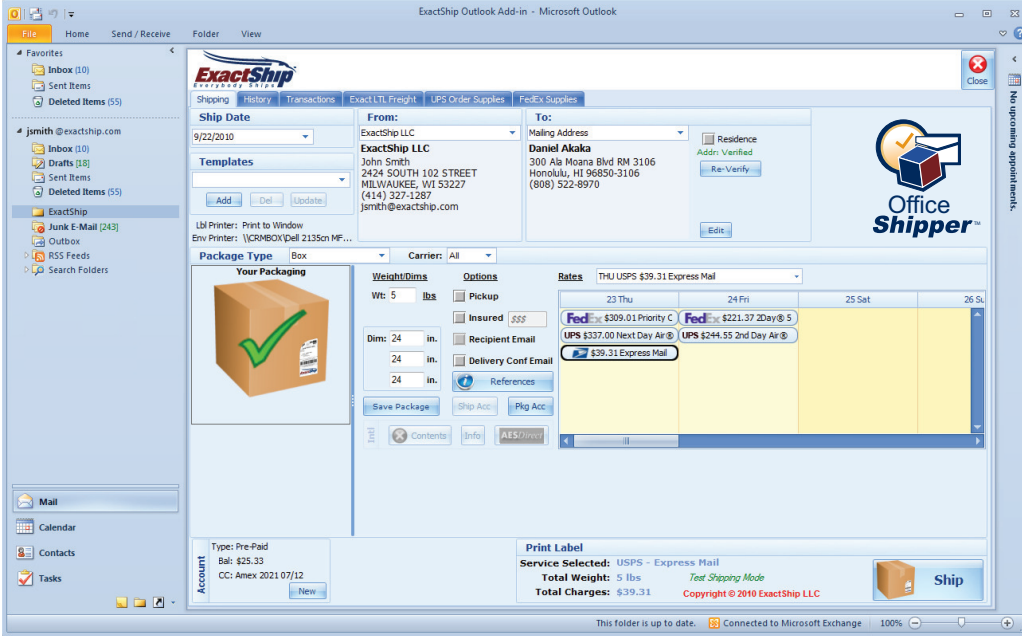 ExactShip Outlook Add-in - Microsoft Outlook
File Home Send / Receive Folder View
Favorites
Inbox (10)
Sent Items
Deleted Items (55)
jsmith @exactship.com
Inbox (10)
Drafts [18]
Sent Items
Deleted Items (55)
ExactShip
Junk E-Mail [243]
Outbox
RSS Feeds
Search Folders
Mail
Calendar
Contacts
Tasks
ExactShip
Everybody Ships
Close
Shipping History Transactions Exact LTL Freight UPS Order Supplies FedEx Supplies
Ship Date
9/22/2010
Templates
Add Del Update
Lbl Printer: Print to Window
Env Printer: \\CRMBOX\Dell 2135cn MF...
From:
ExactShip LLC
ExactShip LLC
John Smith
2424 SOUTH 102 STREET
MILWAUKEE, WI 53227
(414) 327-1287
jsmith@exactship.com
To:
Mailing Address
Daniel Akaka
300 Ala Moana Blvd RM 3106
Honolulu, HI 96850-3106
(808) 522-8970
Residence
Addr: Verified
Re-Verify
Edit
Office
Shipper™
No upcoming appointments.
Package Type Box Carrier: All
Your Packaging
Weight/Dims
Wt: 5 lbs
Dim: 24 in.
24 in.
24 in.
Options
Pickup
Insured $$$
Recipient Email
Delivery Conf Email
References
Save Package Ship Acc Pkg Acc
Intl Contents Info AESDirect
Rates THU USPS $39.31 Express Mail
23 Thu 24 Fri 25 Sat 26 Su
FedEx $309.01 Priority C FedEx $221.37 2Day® 5
UPS $337.00 Next Day Air® UPS $244.55 2nd Day Air®
$39.31 Express Mail
Account
Type: Pre-Paid
Bal: $25.33
CC: Amex 2021 07/12
New
Print Label
Service Selected: USPS - Express Mail
Total Weight: 5 lbs Test Shipping Mode
Total Charges: $39.31 Copyright © 2010 ExactShip LLC
Ship
This folder is up to date. Connected to Microsoft Exchange 100%